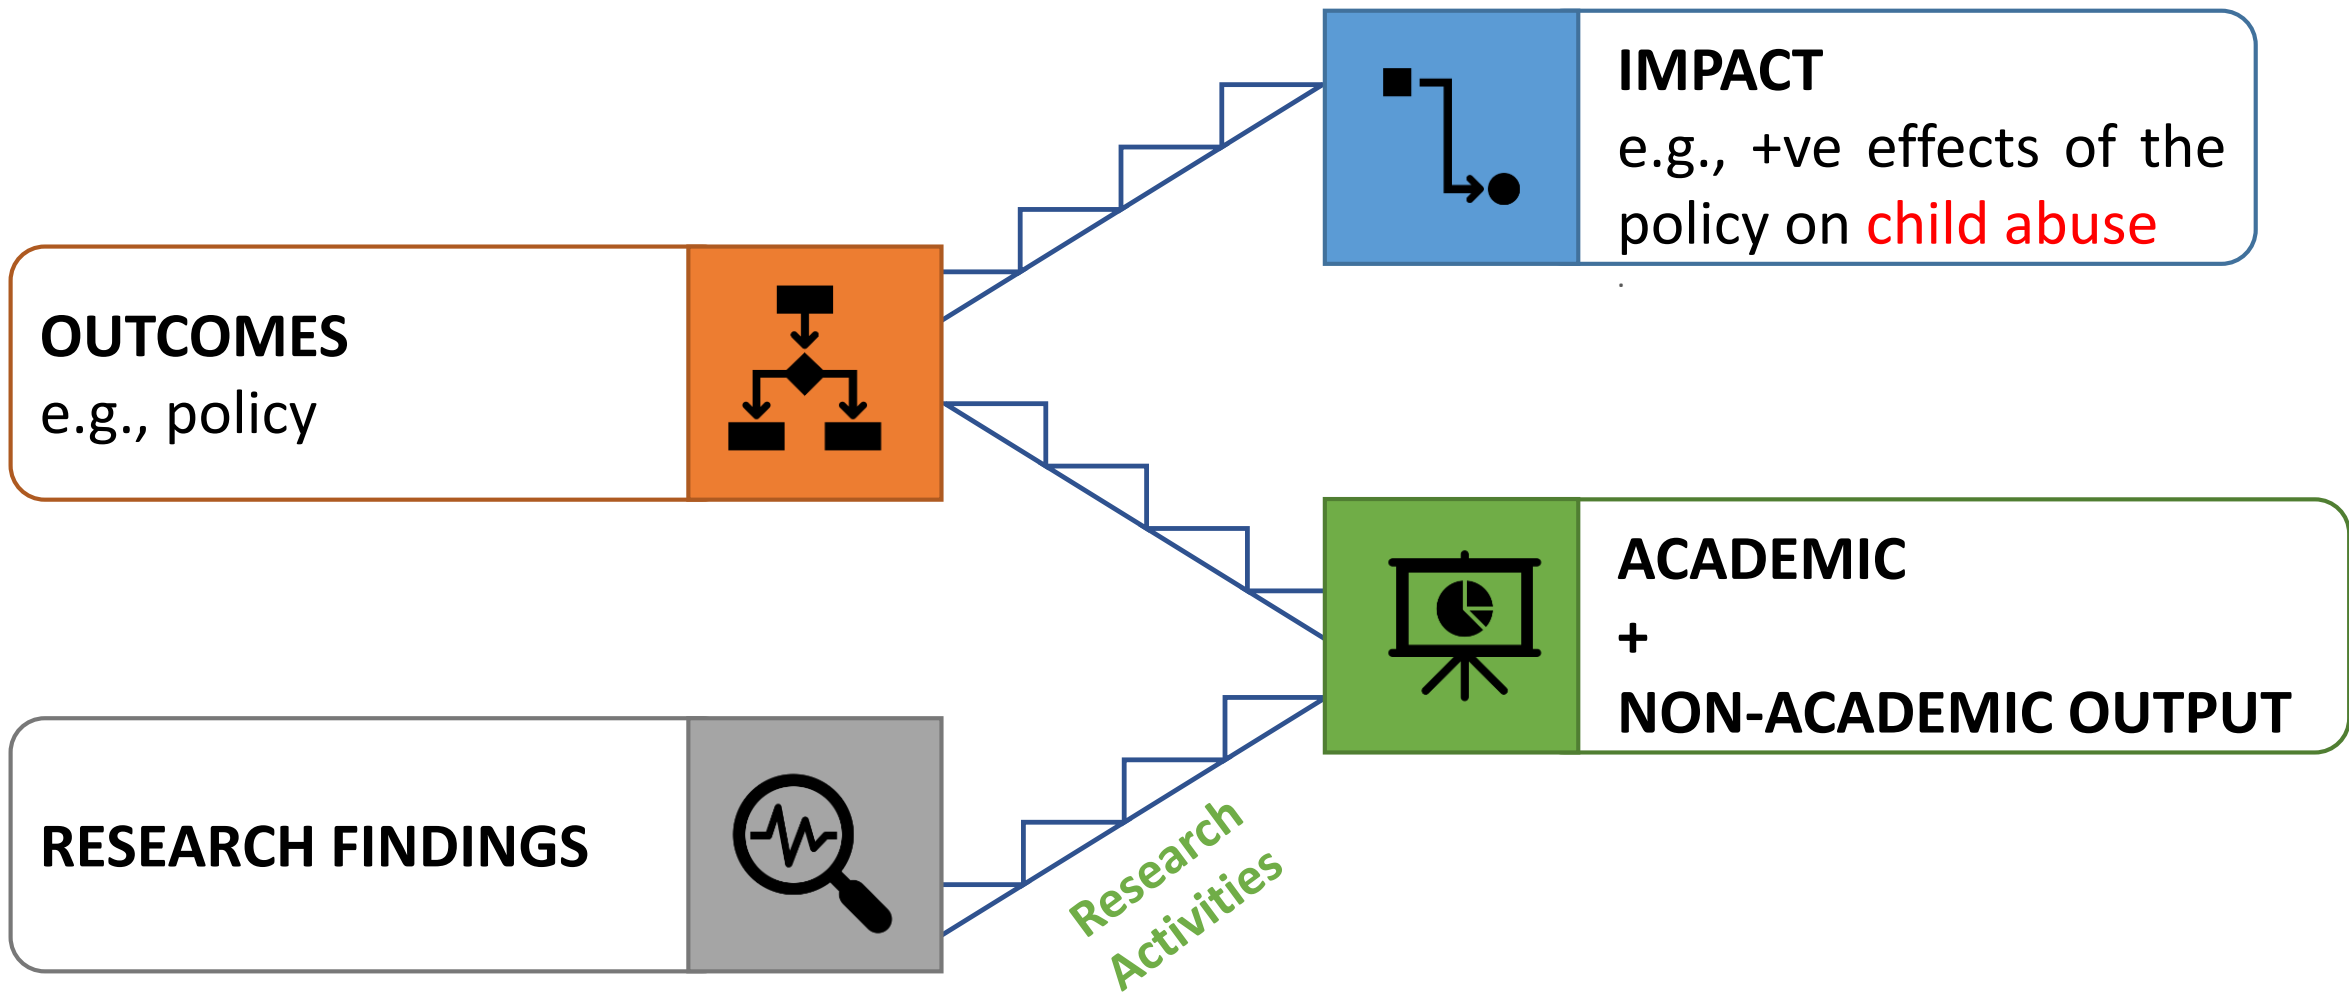 IMPACT
e.g., +ve effects of the
policy on child abuse
.
OUTCOMES
e.g., policy
ACADEMIC
+
NON-ACADEMIC OUTPUT
RESEARCH FINDINGS
Research
Activities